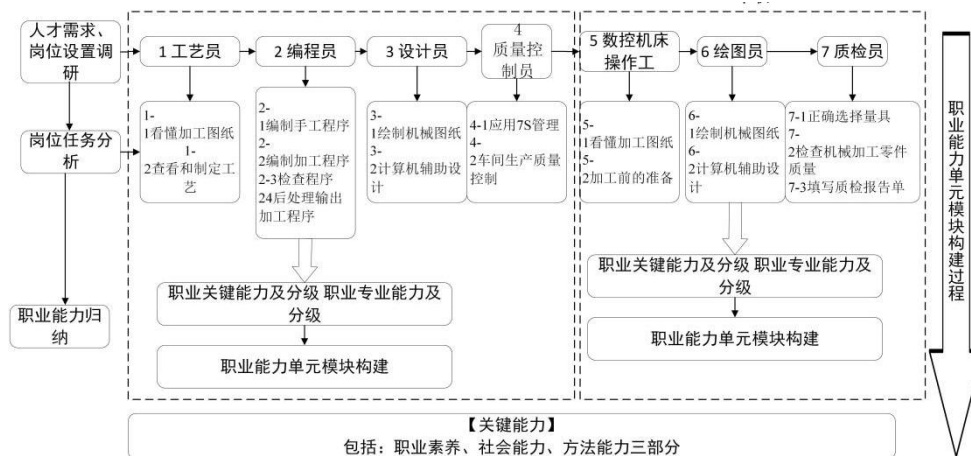 人才需求、
岗位设置调
研
1 工艺员
2 编程员
3 设计员
4
质量控
制员
5 数控机床
操作工
6 绘图员
7 质检员
岗位任务
分析
1-
1看懂加工图纸
1-
2查看和制定工
艺
2-
1编制手工程序
2-
2编制加工程序
2-3检查程序
24后处理输出
加工程序
3-
1绘制机械图纸
3-
2计算机辅助设
计
4-1应用7S管理
4-
2车间生产质量
控制
5-
1看懂加工图纸
5-
2加工前的准备
6-
1绘制机械图纸
6-
2计算机辅助设
计
7-1正确选择量具
7-
2检查机械加工零件
质量
7-3填写质检报告单
职业能力归
纳
职业关键能力及分级 职业专业能力及
分级
职业能力单元模块构建
职业关键能力及分级 职业专业能力及
分级
职业能力单元模块构建
职业能力单元模块构建过程
【关键能力】
包括：职业素养、社会能力、方法能力三部分